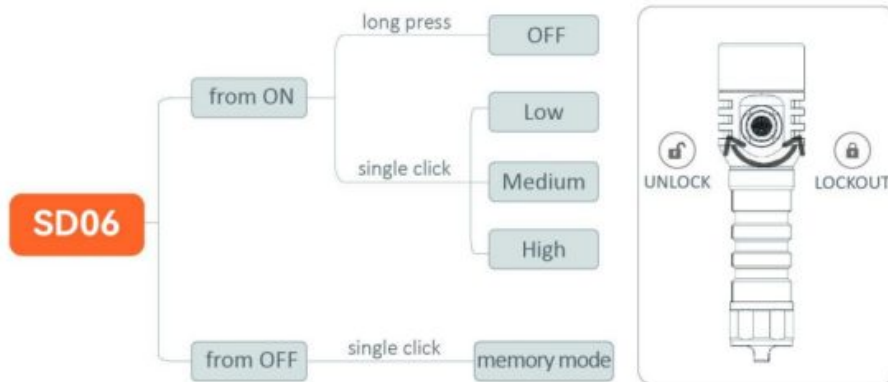 long press
OFF
from ON
Low
single click
Medium
UNLOCK
LOCKOUT
SD06
High
from OFF
single click
memory mode